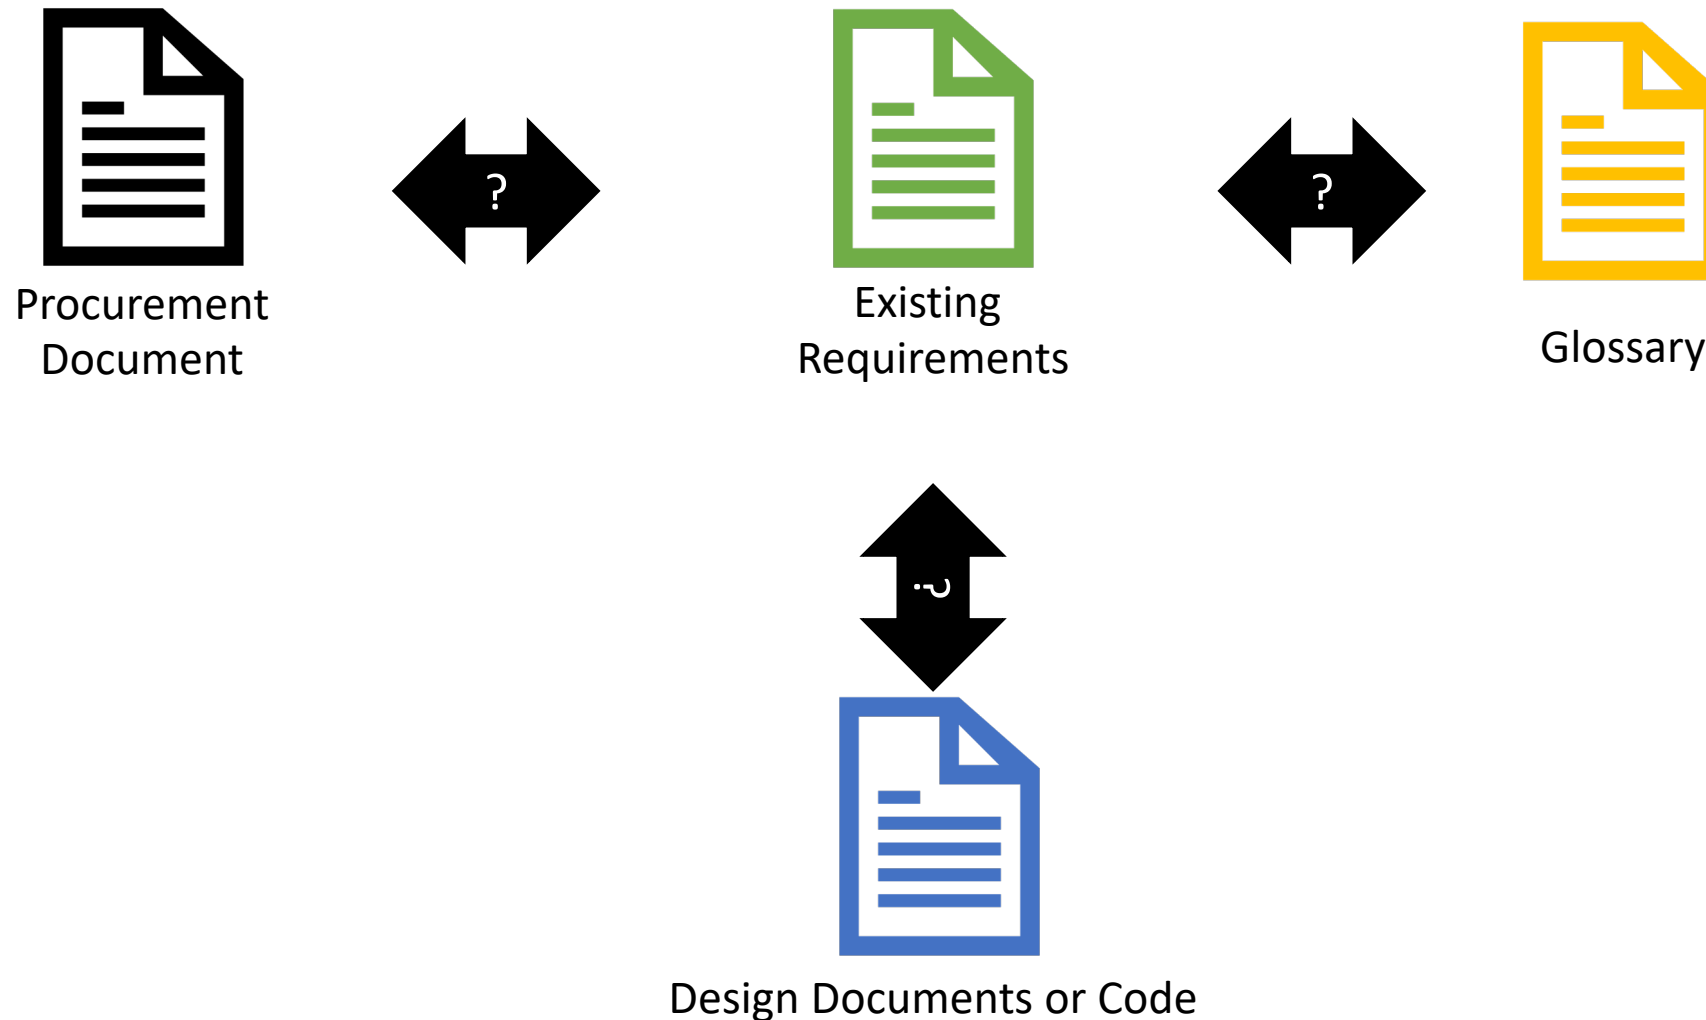 ?
?
Procurement
Document
Existing
Requirements
Glossary
?
Design Documents or Code